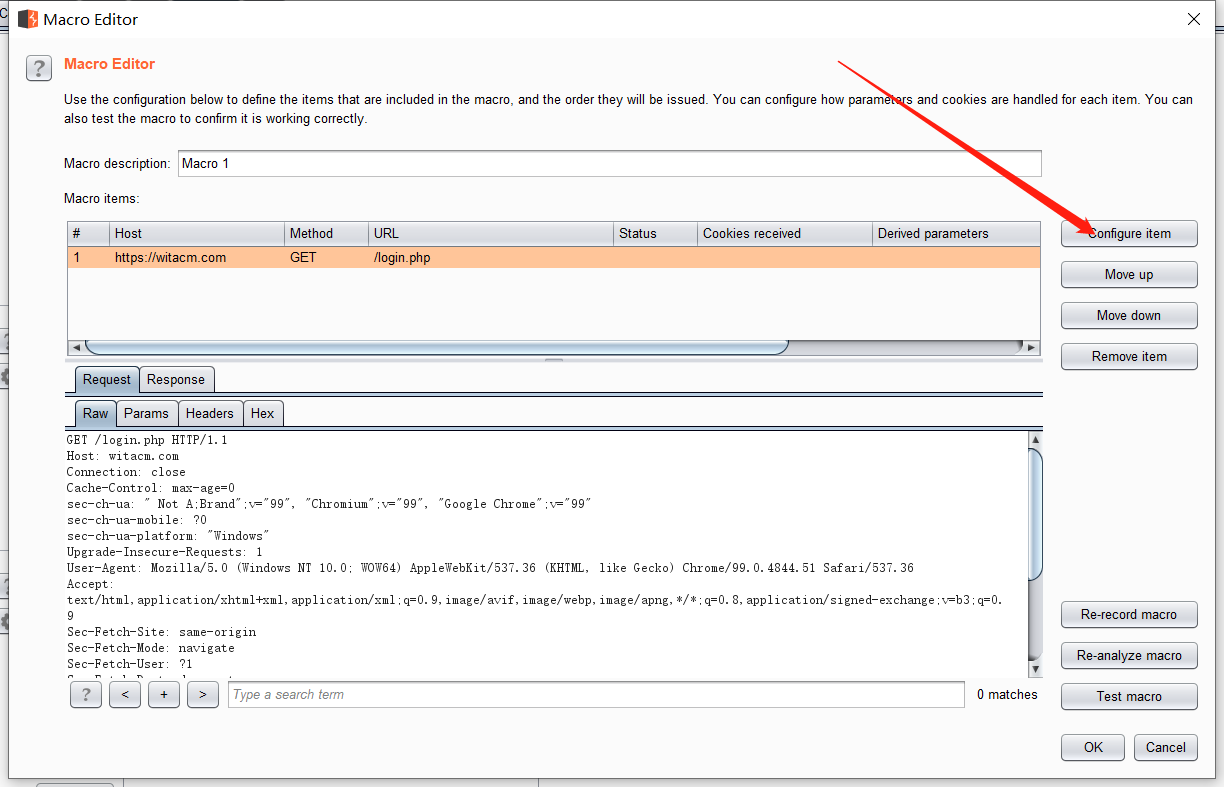 Macro Editor
Macro Editor
Use the configuration below to define the items that are included in the macro, and the order they will be issued. You can configure how parameters and cookies are handled for each item. You can
also test the macro to confirm it is working correctly.
Macro description: Macro 1
Macro items:
# Host Method URL Status Cookies received Derived parameters
1 https://witacm.com GET /login.php
Configure item
Move up
Move down
Remove item
Request Response
Raw Params Headers Hex
GET /login.php HTTP/1.1
Host: witacm.com
Connection: close
Cache-Control: max-age=0
sec-ch-ua: " Not A;Brand";v="99", "Chromium";v="99", "Google Chrome";v="99"
sec-ch-ua-mobile: ?0
sec-ch-ua-platform: "Windows"
Upgrade-Insecure-Requests: 1
User-Agent: Mozilla/5.0 (Windows NT 10.0; WOW64) AppleWebKit/537.36 (KHTML, like Gecko) Chrome/99.0.4844.51 Safari/537.36
Accept:
text/html,application/xhtml+xml,application/xml;q=0.9,image/avif,image/webp,image/apng,*/*;q=0.8,application/signed-exchange;v=b3;q=0.
9
Sec-Fetch-Site: same-origin
Sec-Fetch-Mode: navigate
Sec-Fetch-User: ?1
Re-record macro
Re-analyze macro
Test macro
? < + > Type a search term 0 matches
OK Cancel